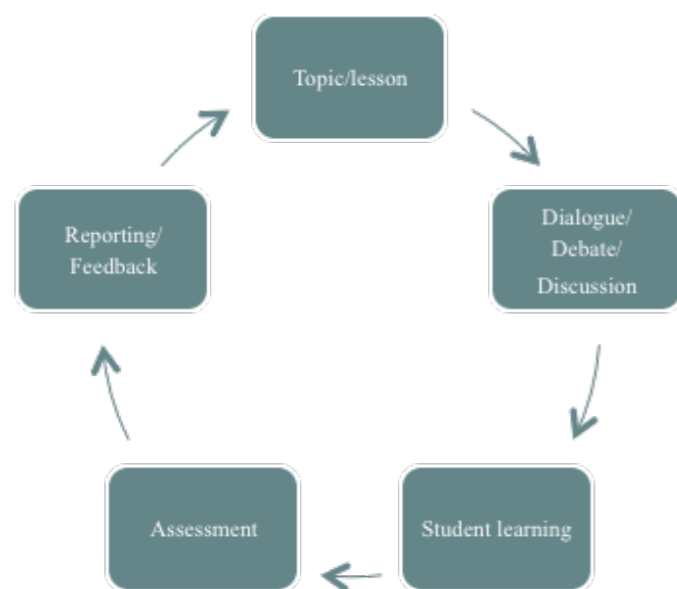 Topic/lesson
Dialogue/
Debate/
Discussion
Student learning
Assessment
Reporting/
Feedback